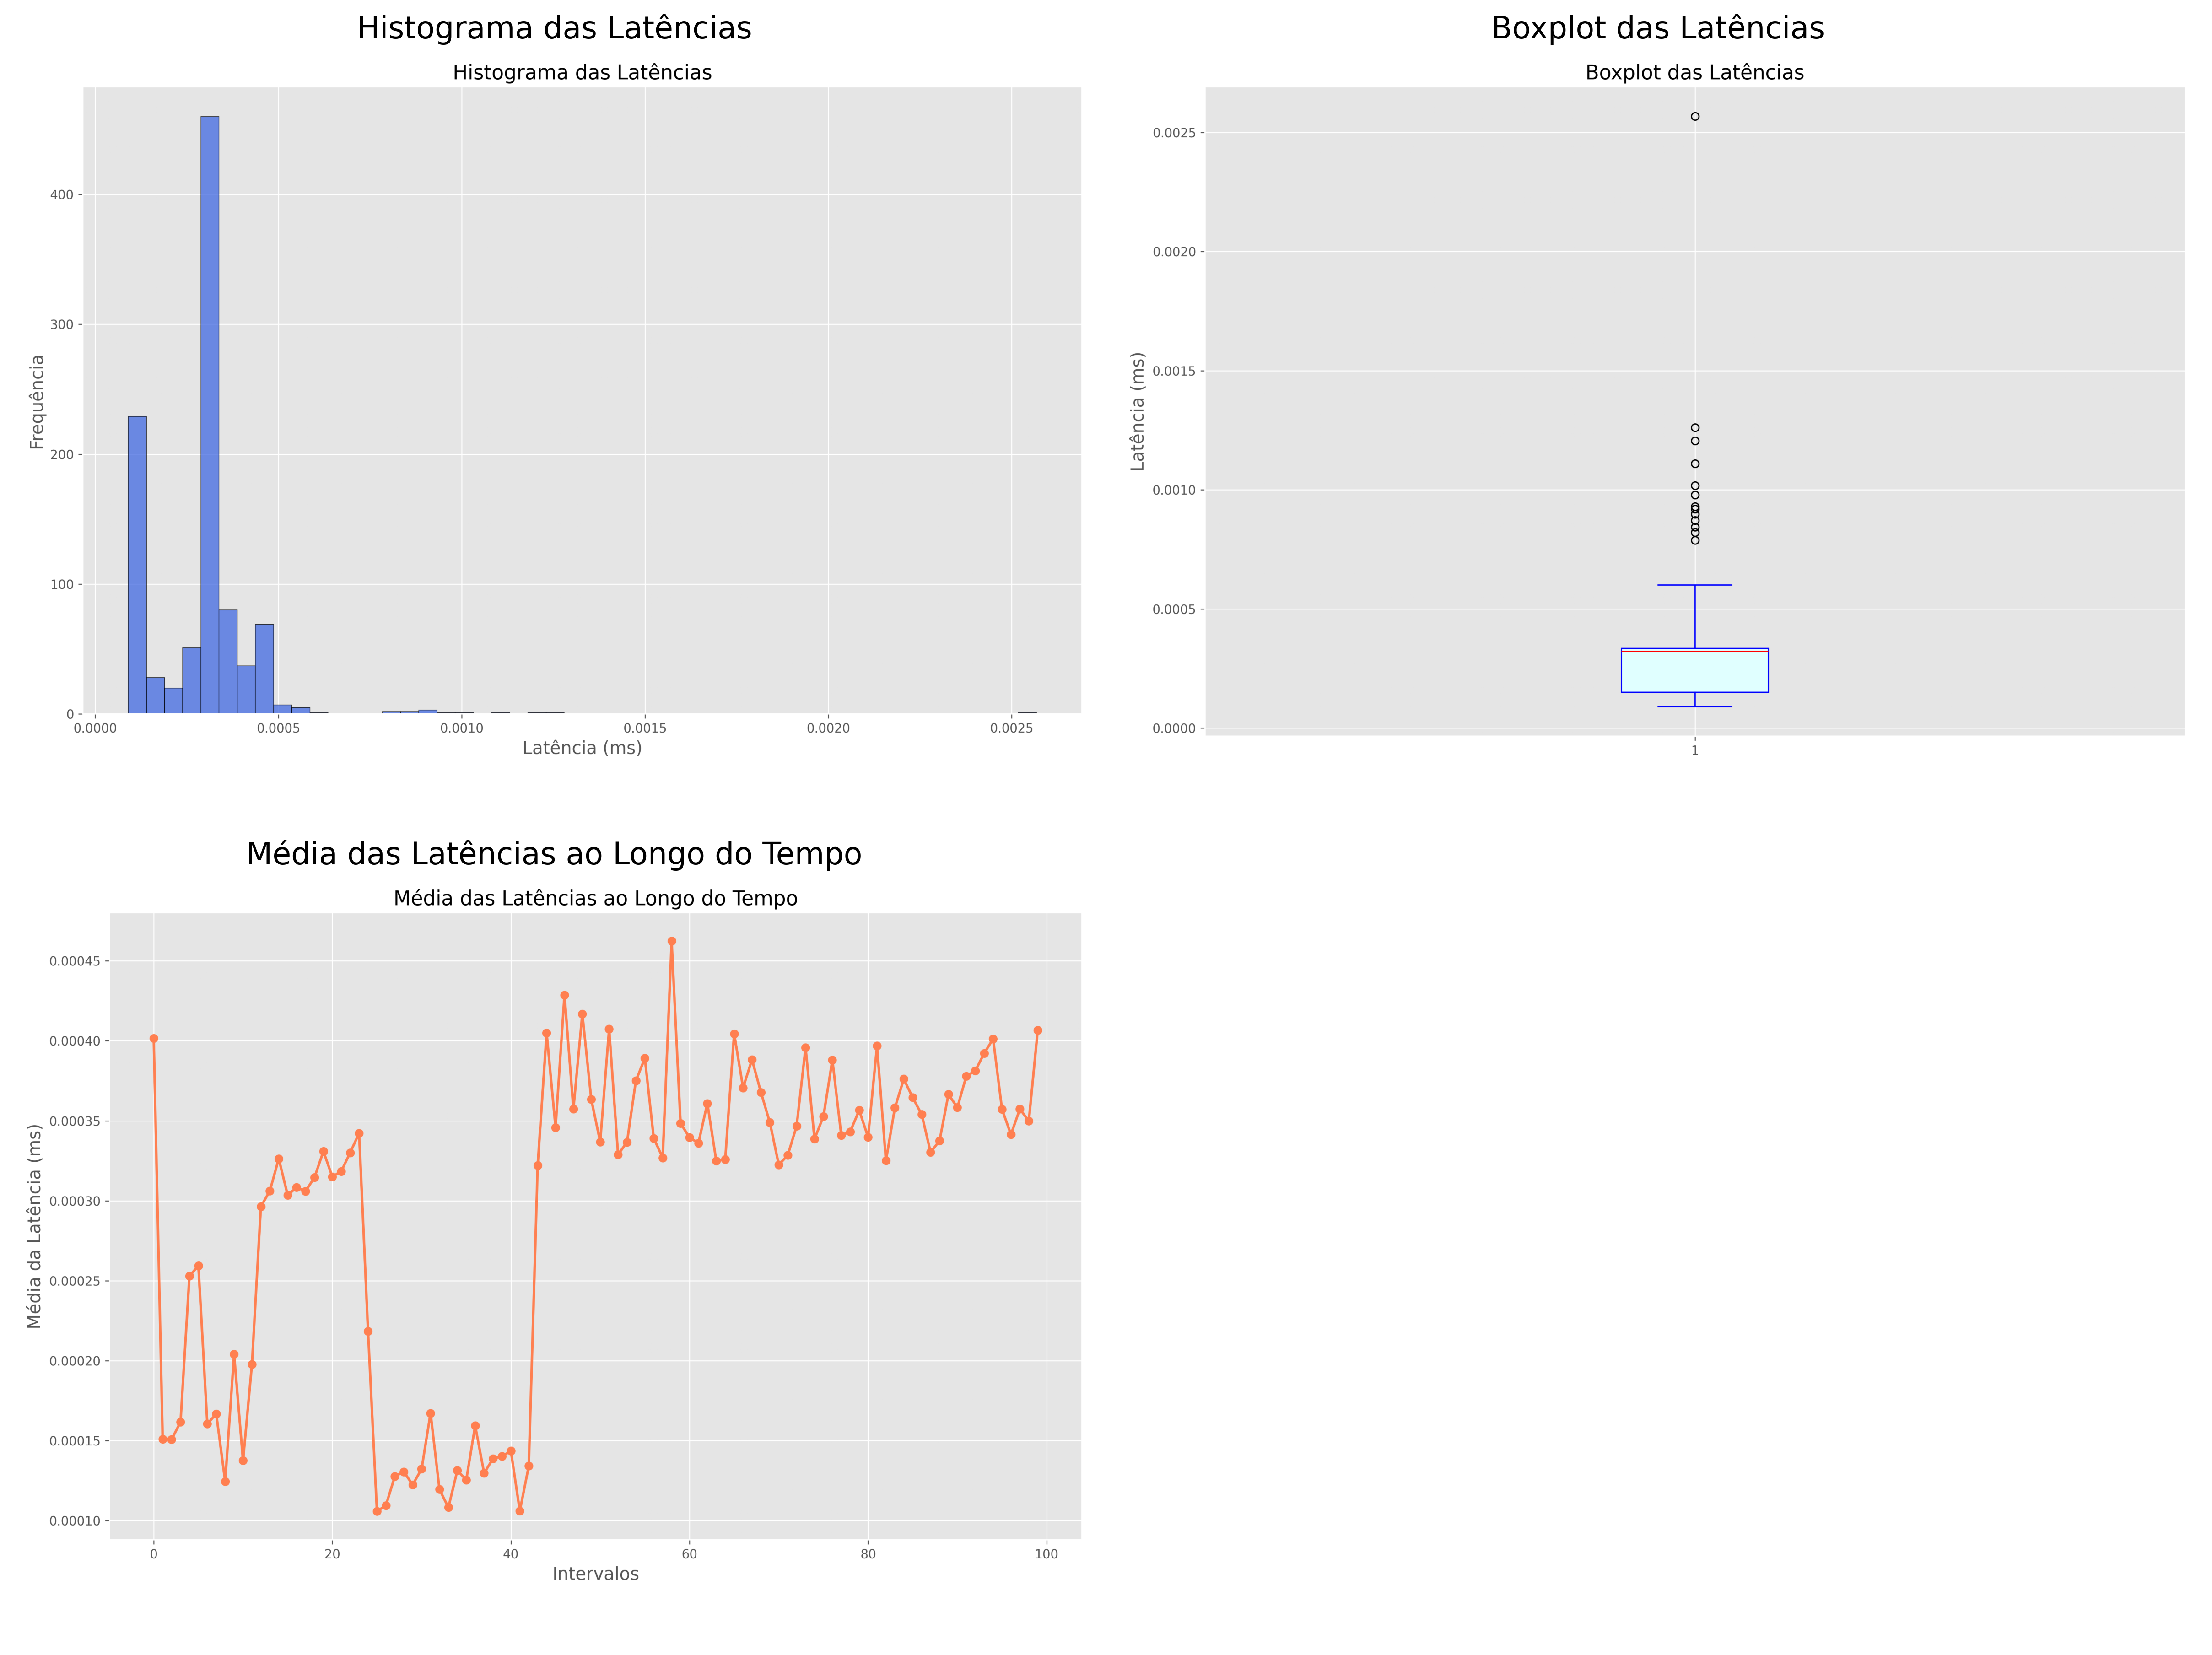 Histograma das Latências
Histograma das Latências
400
300
200
100
0
Frequência
0.0000 0.0005 0.0010 0.0015 0.0020 0.0025
Latência (ms)
Boxplot das Latências
Boxplot das Latências
0.0025
0.0020
0.0015
0.0010
0.0005
0.0000
Latência (ms)
1
Média das Latências ao Longo do Tempo
Média das Latências ao Longo do Tempo
0.00045
0.00040
0.00035
0.00030
0.00025
0.00020
0.00015
0.00010
Média da Latência (ms)
0 20 40 60 80 100
Intervalos